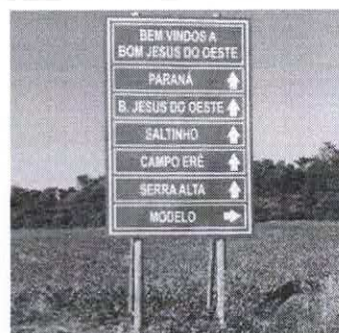 BEM VINDOS A
BOM JESUS DO OESTE
PARANÁ
B. JESUS DO OESTE
SALTINHO
CAMPO ERÊ
SERRA ALTA
MODELO